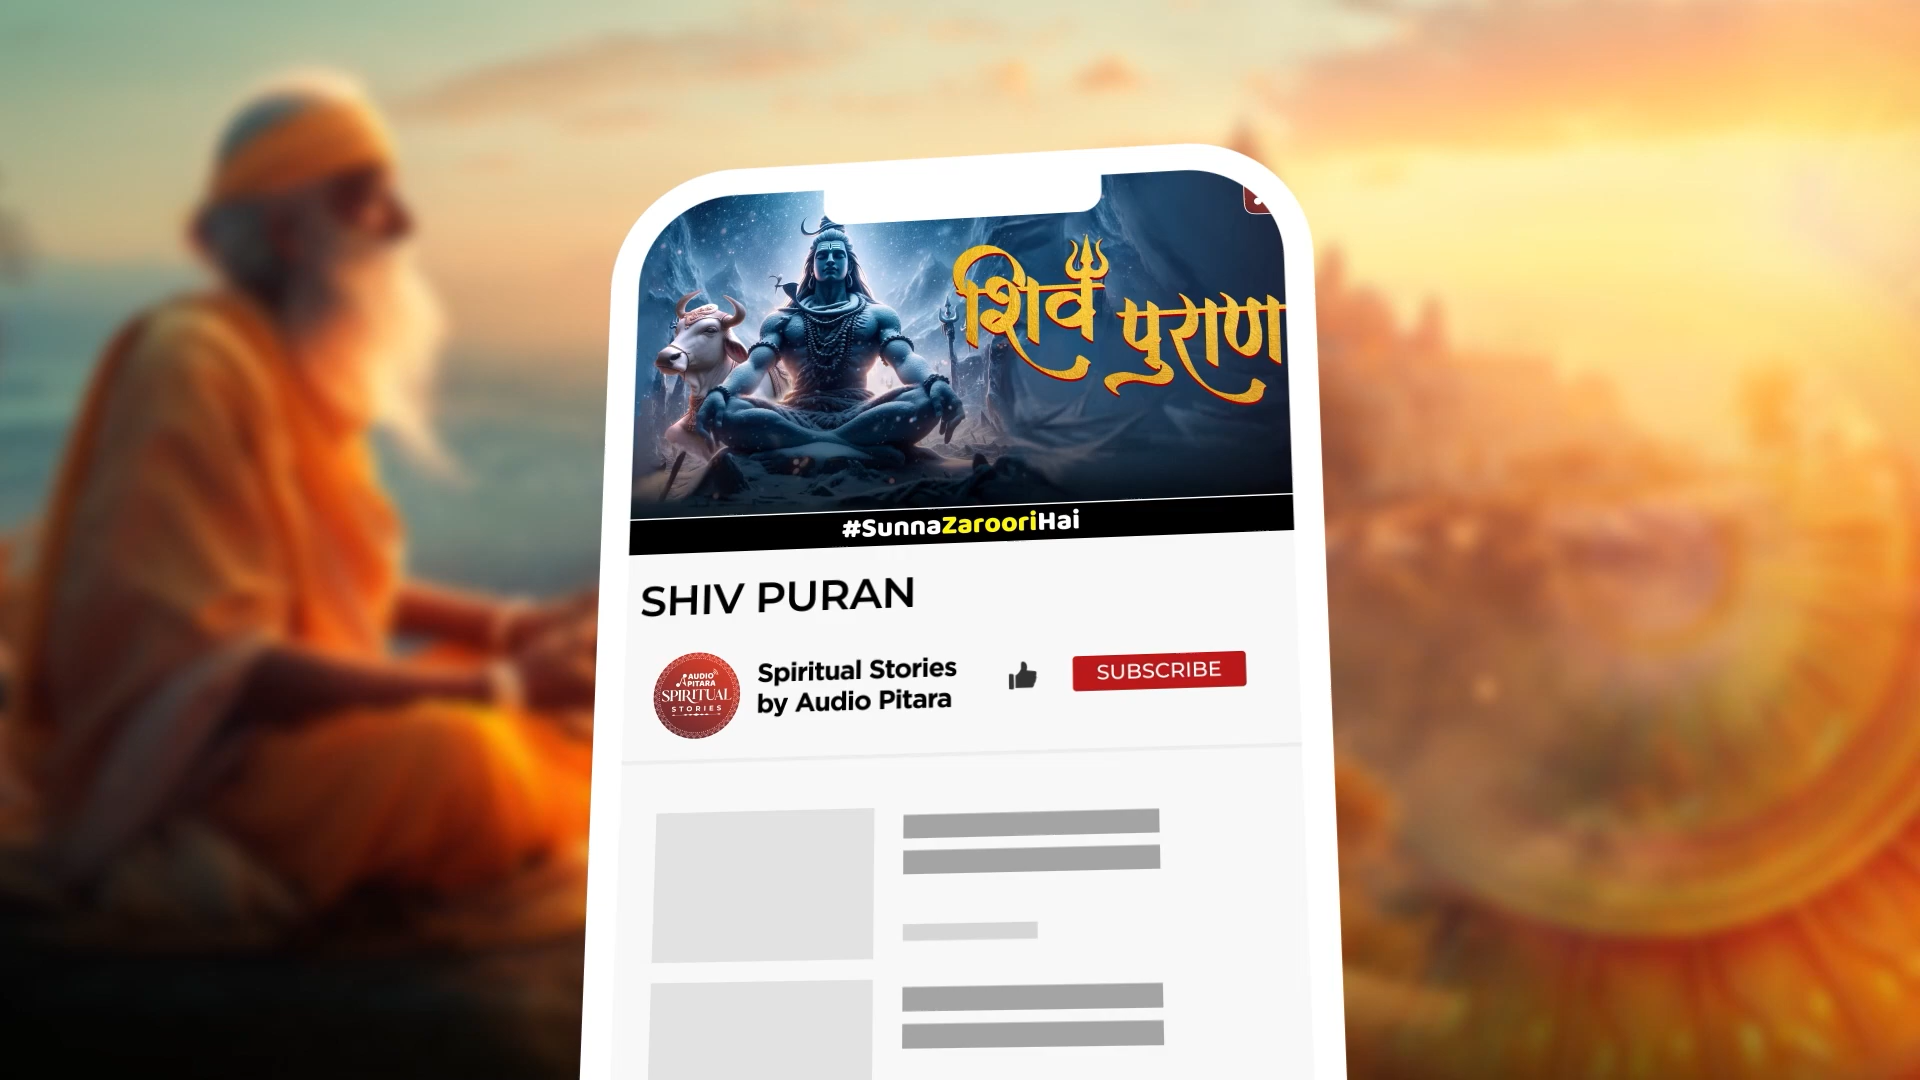 शिव पुराण
#SunnaZarooriHai
SHIV PURAN
AUDIO
PITARA
SPIRITUAL
STORIES
Spiritual Stories
by Audio Pitara
SUBSCRIBE